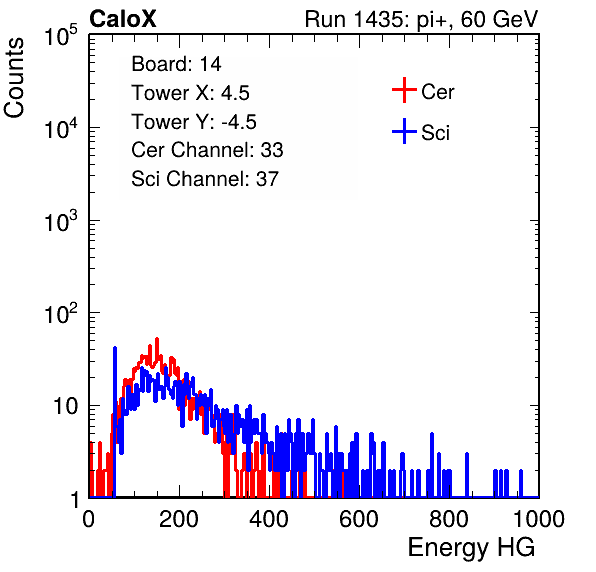 CaloX Run 1435: pi+, 60 GeV
Counts
Board: 14
Tower X: 4.5
Tower Y: -4.5
Cer Channel: 33
Sci Channel: 37
Cer
Sci
10^5
10^4
10^3
10^2
10
1
0 200 400 600 800 1000
Energy HG